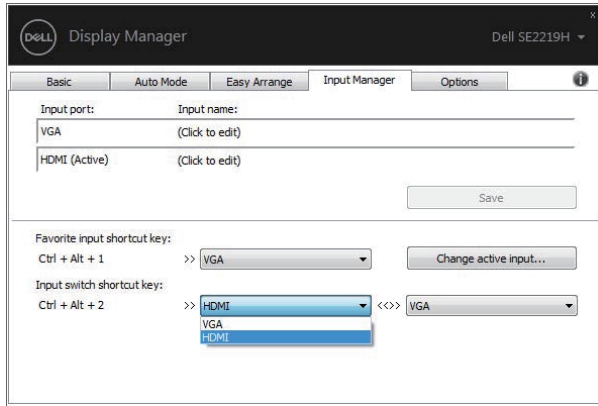 x
DELL Display Manager Dell SE2219H
Basic Auto Mode Easy Arrange Input Manager Options i
Input port: Input name:
VGA (Click to edit)
HDMI (Active) (Click to edit)
Save
Favorite input shortcut key:
Ctrl + Alt + 1 >> VGA Change active input...
Input switch shortcut key:
Ctrl + Alt + 2 >> HDMI <<>> VGA
VGA
HDMI